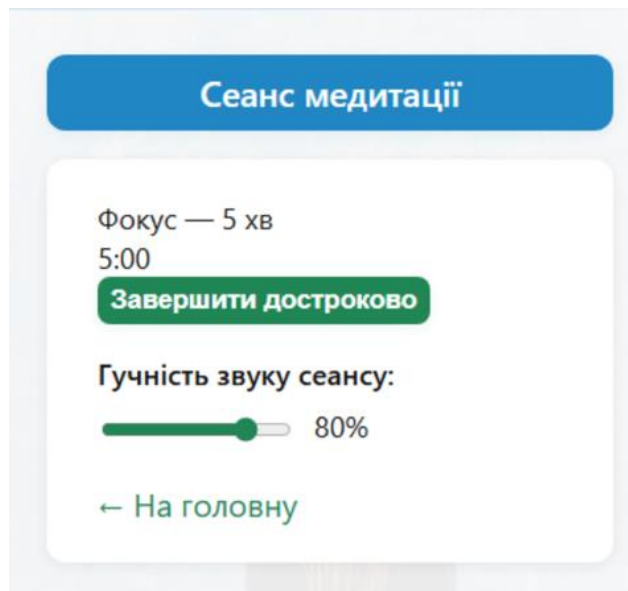 Сеанс медитації
Фокус — 5 хв
5:00
Завершити достроково
Гучність звуку сеансу:
80%
← На головну